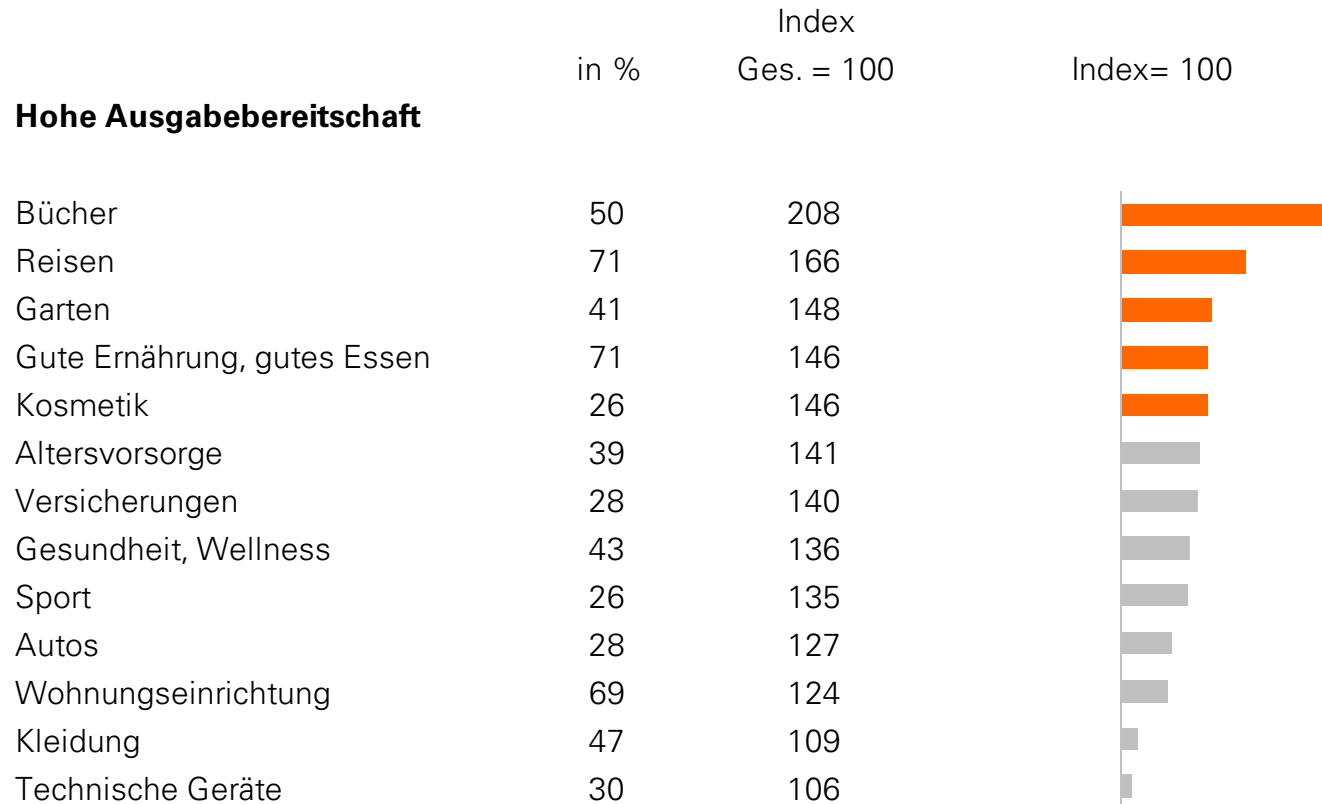 Index
in % Ges. = 100 Index= 100
Hohe Ausgabebereitschaft
Bücher 50 208
Reisen 71 166
Garten 41 148
Gute Ernährung, gutes Essen 71 146
Kosmetik 26 146
Altersvorsorge 39 141
Versicherungen 28 140
Gesundheit, Wellness 43 136
Sport 26 135
Autos 28 127
Wohnungseinrichtung 69 124
Kleidung 47 109
Technische Geräte 30 106